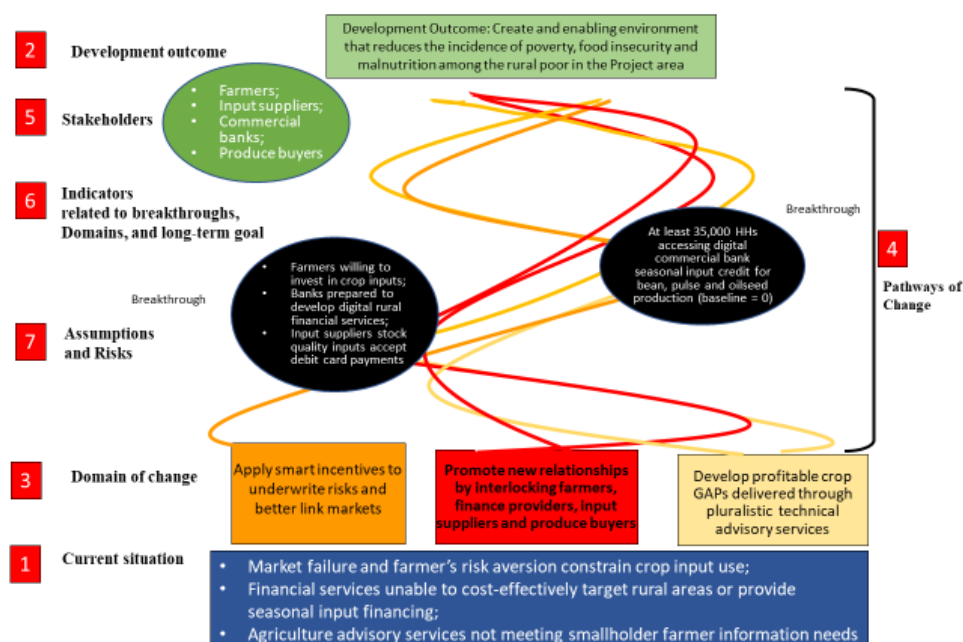 Development Outcome: Create and enabling environment
that reduces the incidence of poverty, food insecurity and
malnutrition among the rural poor in the Project area
2
Development outcome
5
Stakeholders
• Farmers;
• Input suppliers;
• Commercial
banks;
• Produce buyers
6
Indicators
related to breakthroughs,
Domains, and long-term goal
Breakthrough
At least 35,000 HHs
accessing digital
commercial bank
seasonal input credit for
bean, pulse and oilseed
production (baseline = 0)
4
Pathways of
Change
Breakthrough
• Farmers willing to
invest in crop inputs;
• Banks prepared to
develop digital rural
financial services;
• Input suppliers stock
quality inputs accept
debit card payments
7
Assumptions
and Risks
3
Domain of change
Apply smart incentives to
underwrite risks and
better link markets
Promote new relationships
by interlocking farmers,
finance providers, input
suppliers and produce buyers
Develop profitable crop
GAPs delivered through
pluralistic technical
advisory services
1
Current situation
• Market failure and farmer's risk aversion constrain crop input use;
• Financial services unable to cost-effectively target rural areas or provide
seasonal input financing;
• Agriculture advisory services not meeting smallholder farmer information needs